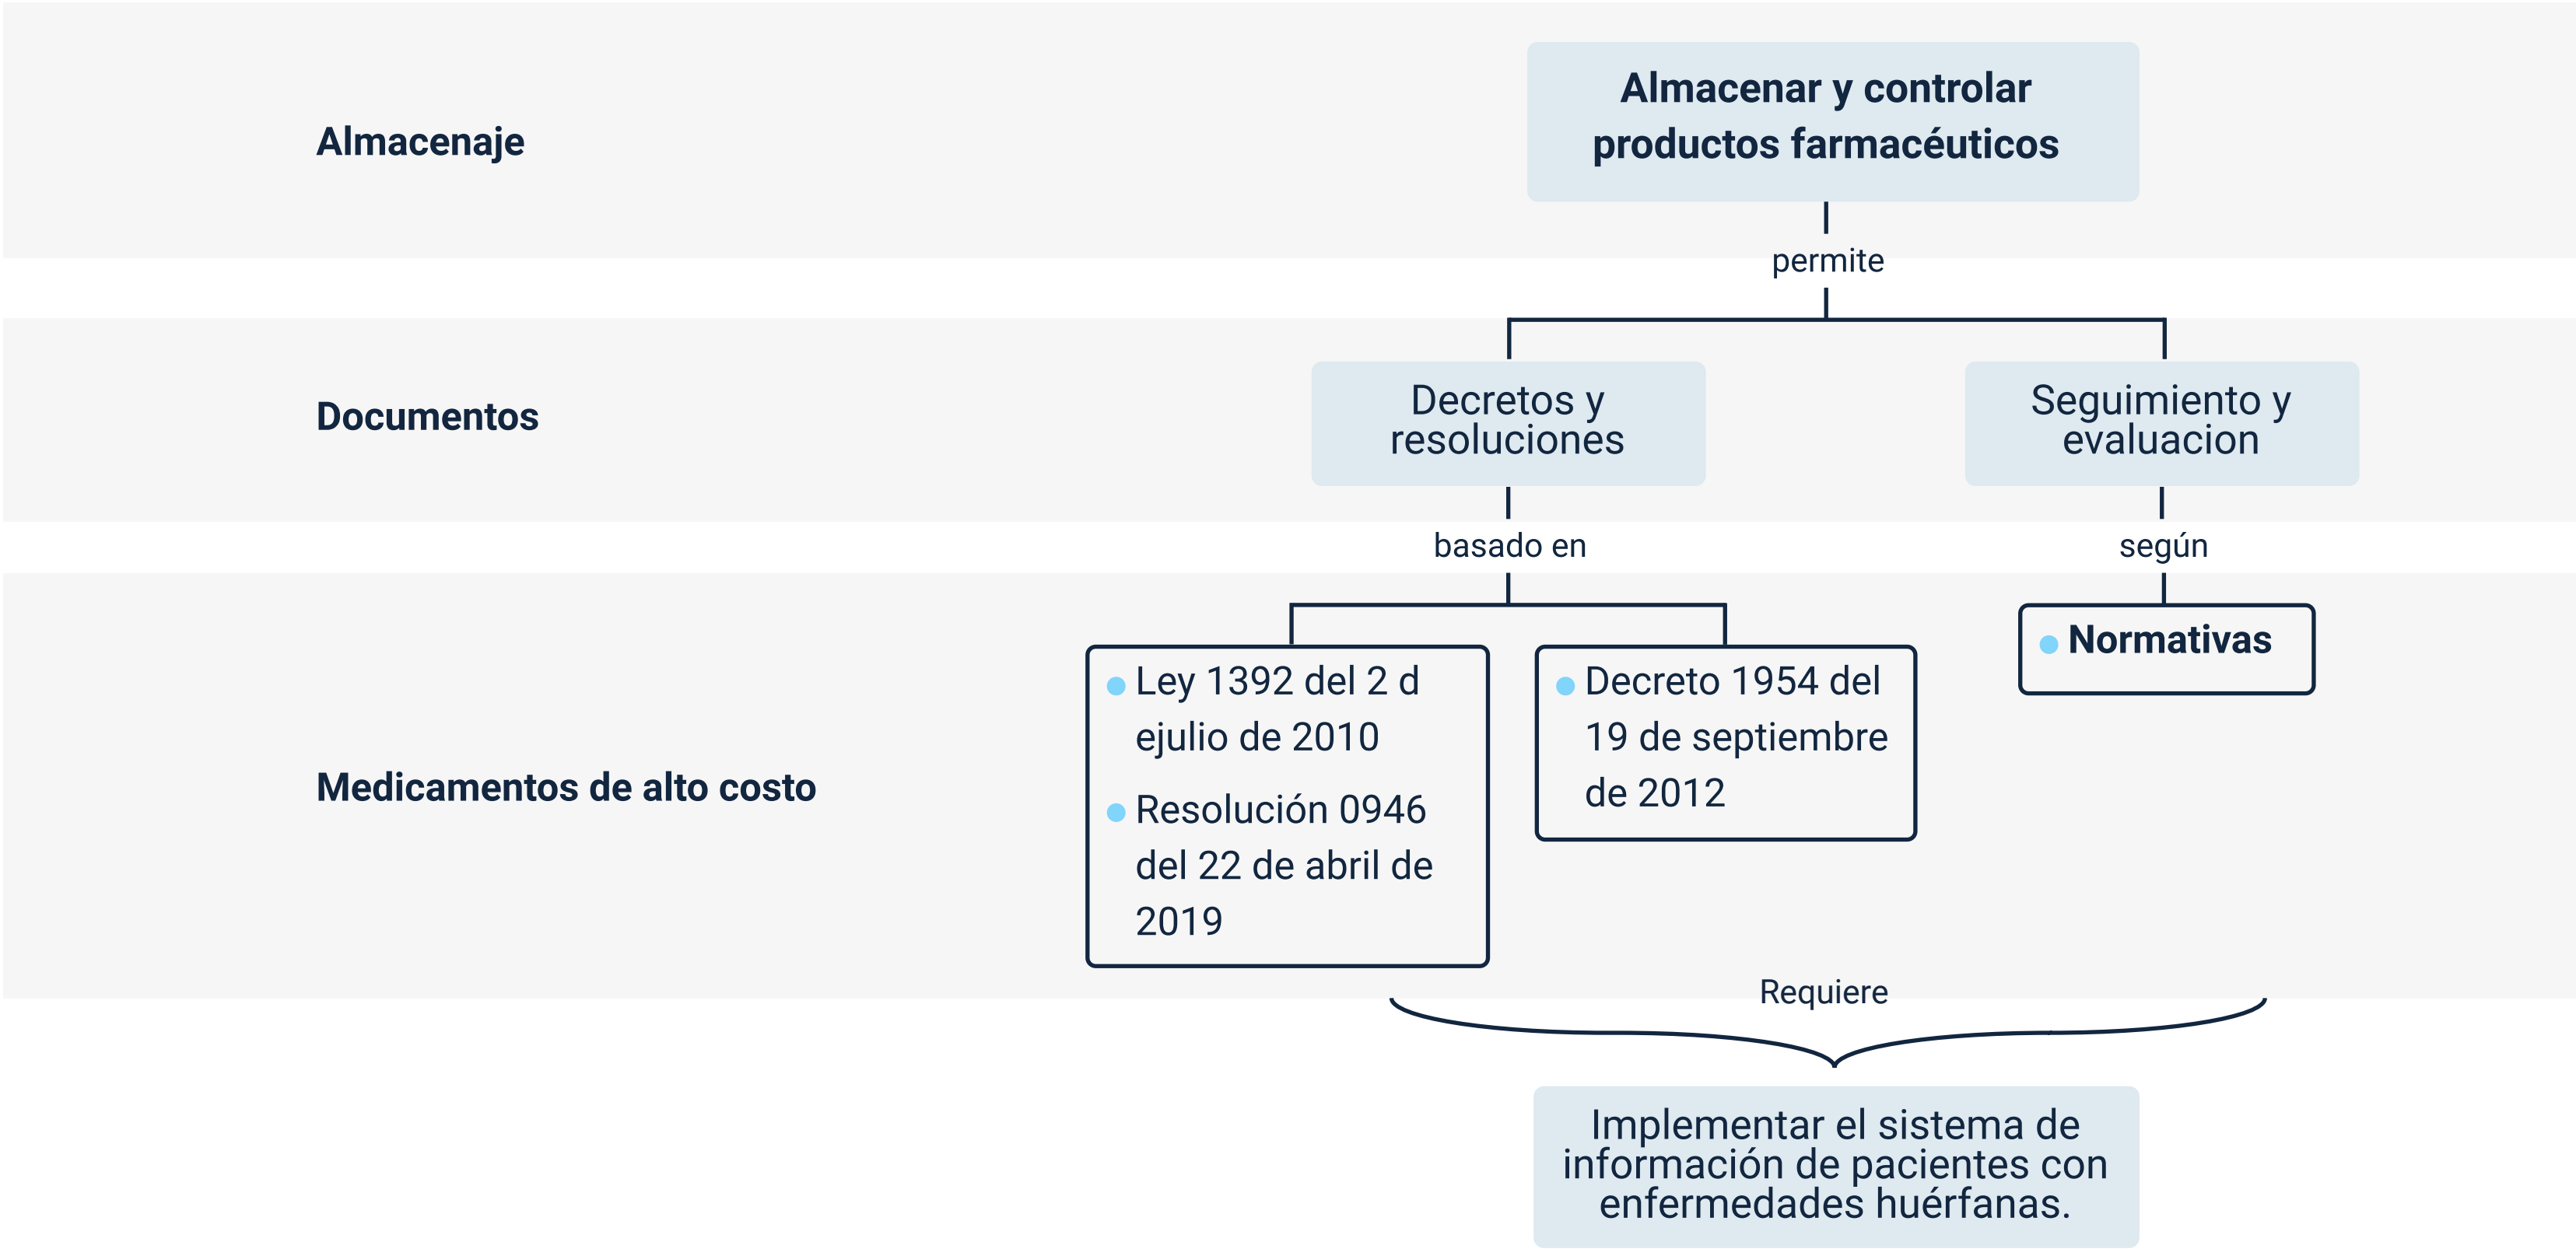 Almacenaje
Almacenar y controlar
productos farmacéuticos
permite
Documentos
Decretos y
resoluciones
Seguimiento y
evaluacion
basado en
según
Medicamentos de alto costo
Ley 1392 del 2 d
ejulio de 2010
Resolución 0946
del 22 de abril de
2019
Decreto 1954 del
19 de septiembre
de 2012
Normativas
Requiere
Implementar el sistema de
información de pacientes con
enfermedades huérfanas.